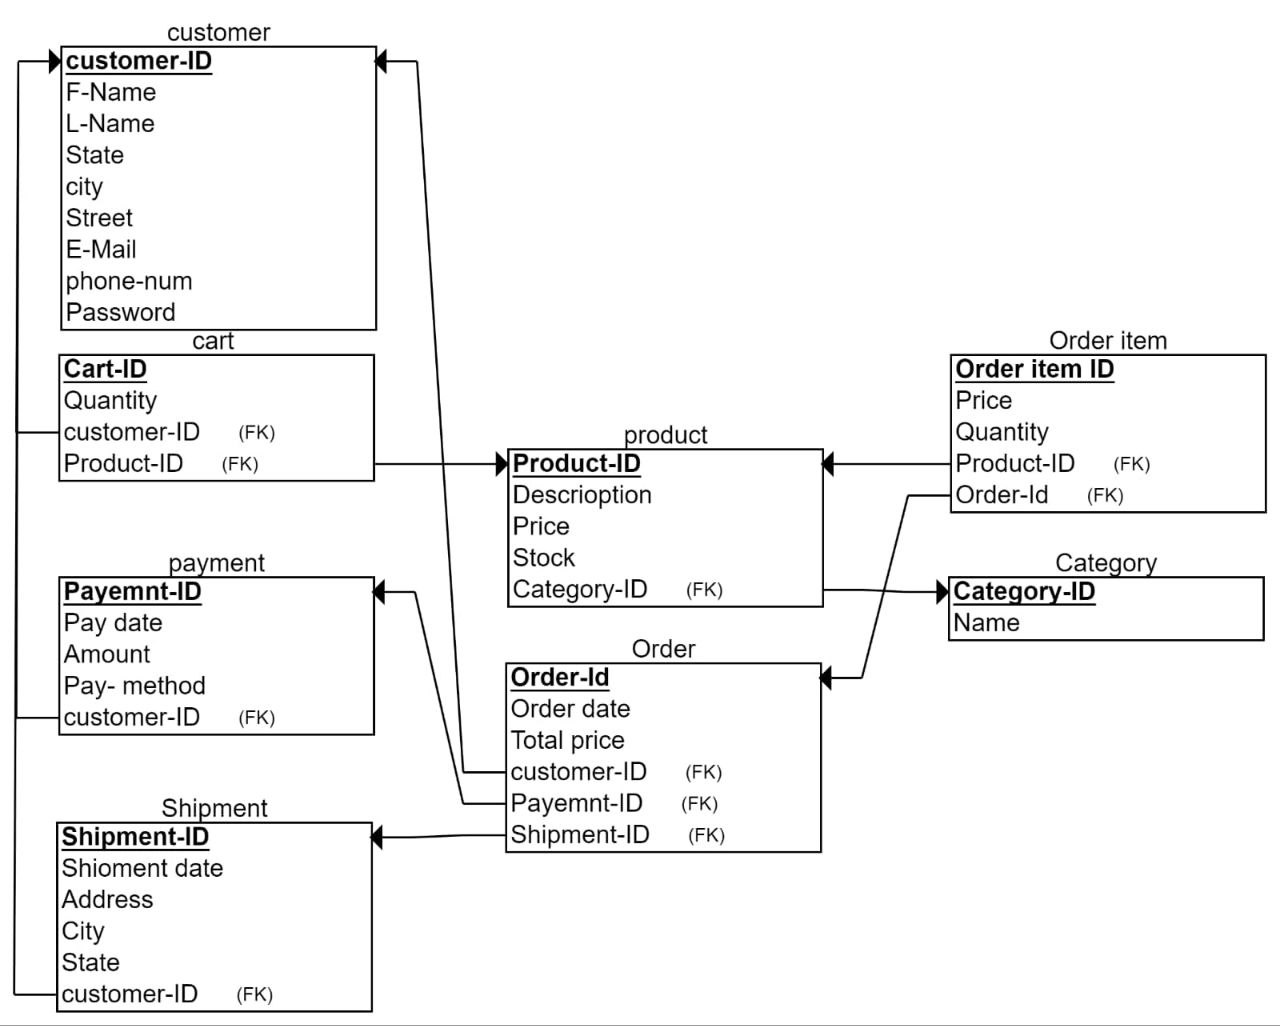 customer
customer-ID
F-Name
L-Name
State
city
Street
E-Mail
phone-num
Password
cart
Cart-ID
Quantity
customer-ID (FK)
Product-ID (FK)
product
Product-ID
Descrioption
Price
Stock
Category-ID (FK)
Order item
Order item ID
Price
Quantity
Product-ID (FK)
Order-Id (FK)
payment
Payemnt-ID
Pay date
Amount
Pay- method
customer-ID (FK)
Category
Category-ID
Name
Order
Order-Id
Order date
Total price
customer-ID (FK)
Payemnt-ID (FK)
Shipment-ID (FK)
Shipment
Shipment-ID
Shioment date
Address
City
State
customer-ID (FK)